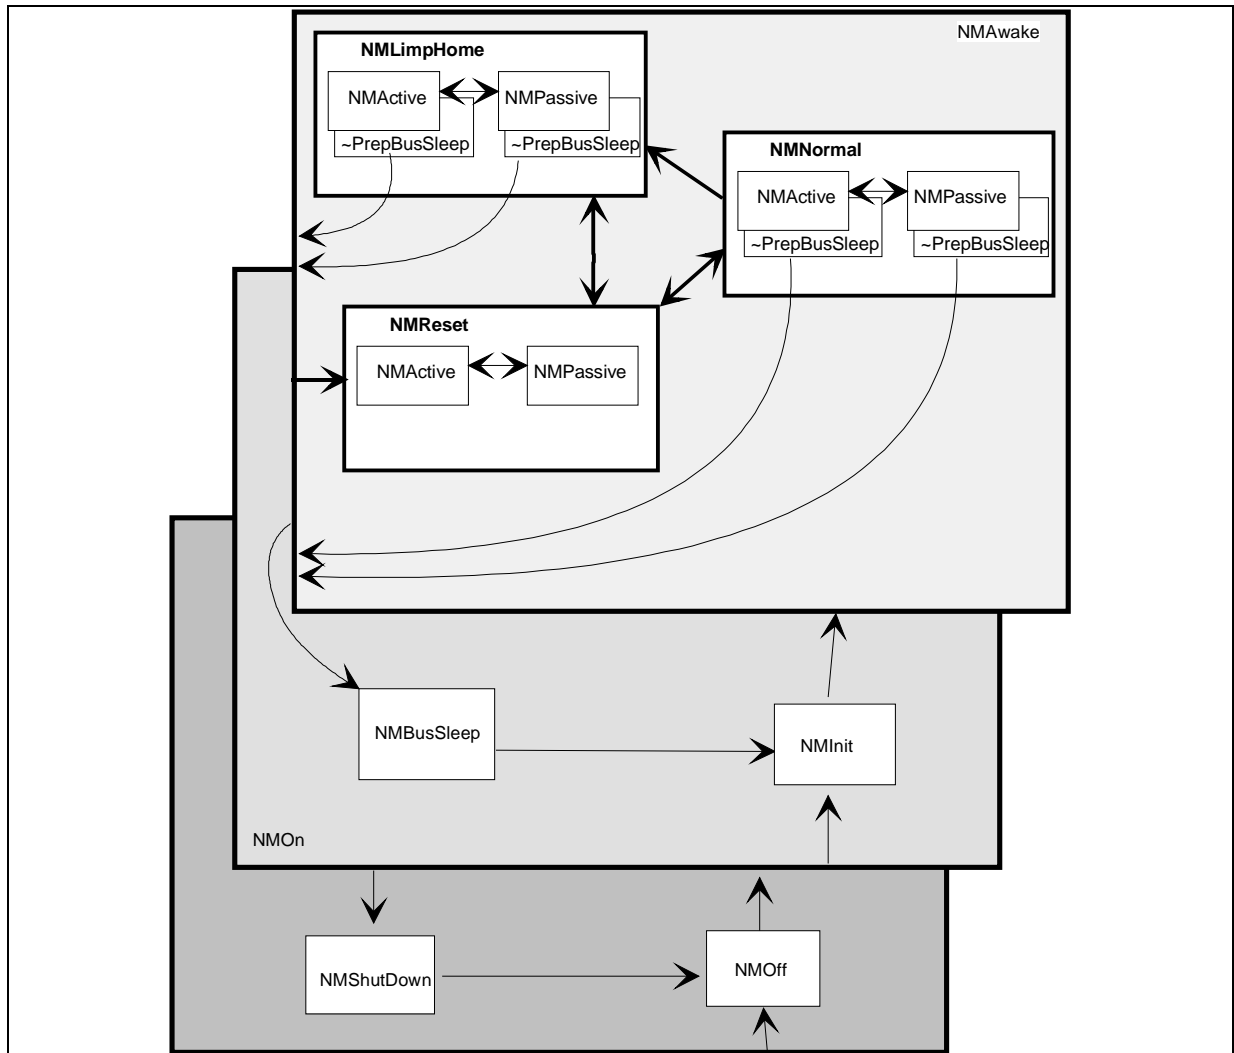 NMAwake
NMLimpHome
NMActive
NMPassive
~PrepBusSleep
~PrepBusSleep
NMNormal
NMActive
NMPassive
~PrepBusSleep
~PrepBusSleep
NMReset
NMActive
NMPassive
NMBusSleep
NMInit
NMOn
NMShutDown
NMOff